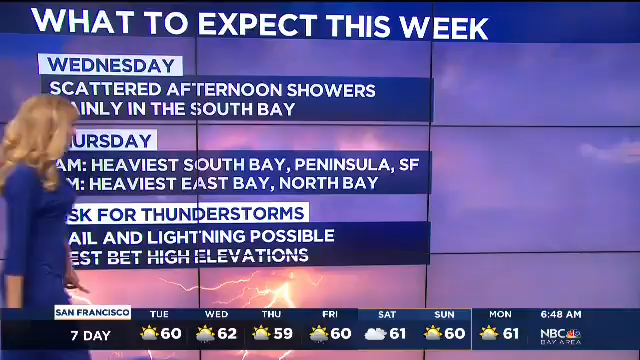 WHAT TO EXPECT THIS WEEK
WEDNESDAY
SCATTERED AFTERNOON SHOWERS
AINLY IN THE SOUTH BAY
HURSDAY
AM: HEAVIEST SOUTH BAY, PENINSULA, SF
M: HEAVIEST EAST BAY, NORTH BAY
SK FOR THUNDERSTORMS
AIL AND LIGHTNING POSSIBLE
EST BET HIGH ELEVATIONS
SAN FRANCISCO TUE WED THU FRI SAT SUN MON 6:48 AM
7 DAY 60 62 59 60 61 60 61 NBC
BAY AREA